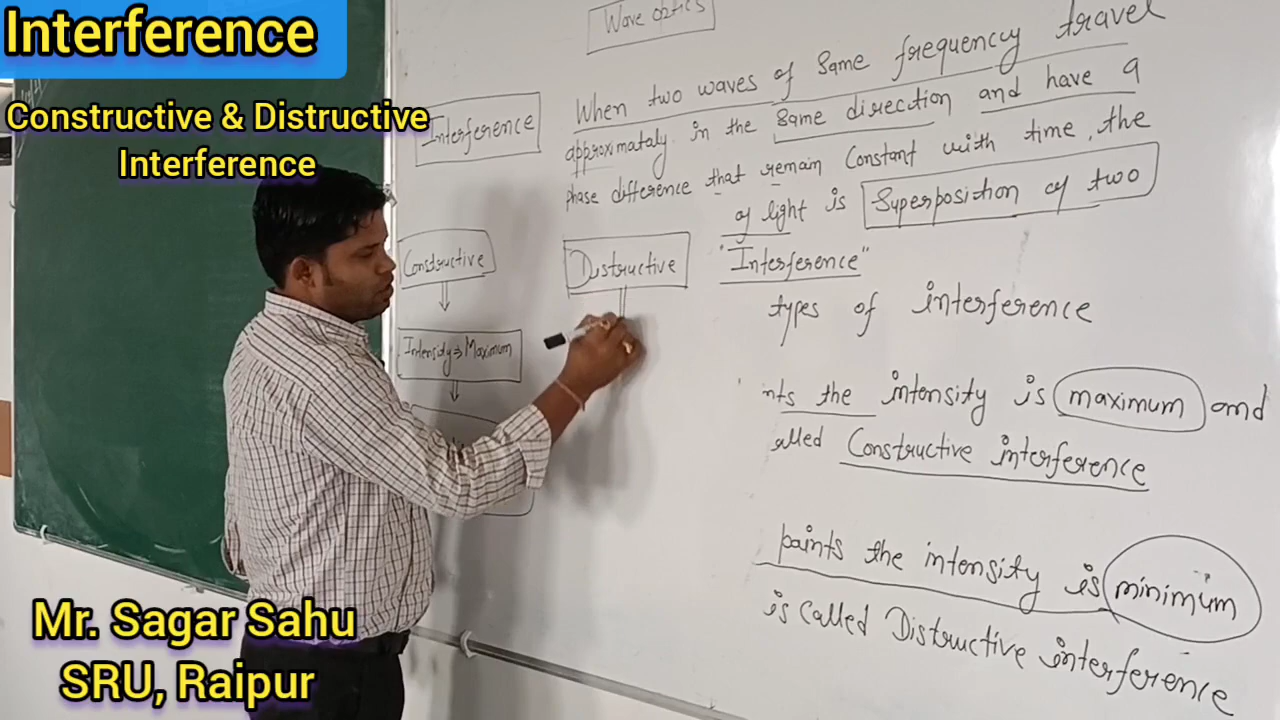 Interference
Constructive & Distructive
Interference
Wave optics
Interference
When two waves of same frequency travel
approximataly in the same direction and have a
phase difference that remain constant with time, the
of light is Superposition of two
"Interference"
types of interference
Constructive
Distructive
Intensity ⇒ Maximum
nts the intensity is maximum and
alled Constructive interference
points the intensity is minimum
is called Distructive interference
Mr. Sagar Sahu
SRU, Raipur